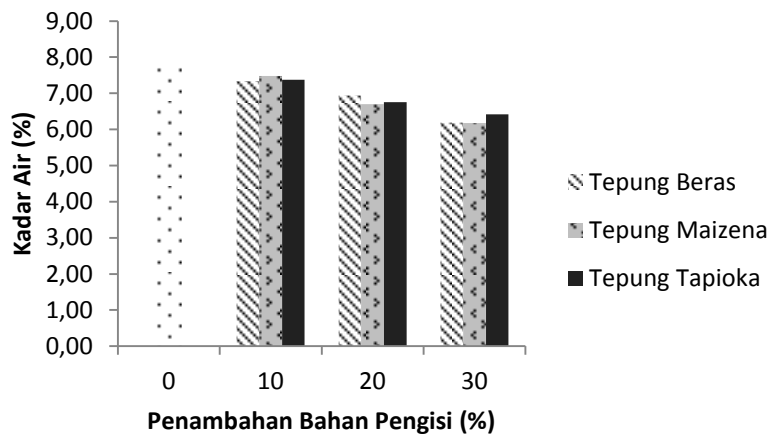 9,00
8,00
7,00
6,00
5,00
4,00
3,00
2,00
1,00
0,00
Kadar Air (%)
0 10 20 30
Penambahan Bahan Pengisi (%)
Tepung Beras
Tepung Maizena
Tepung Tapioka